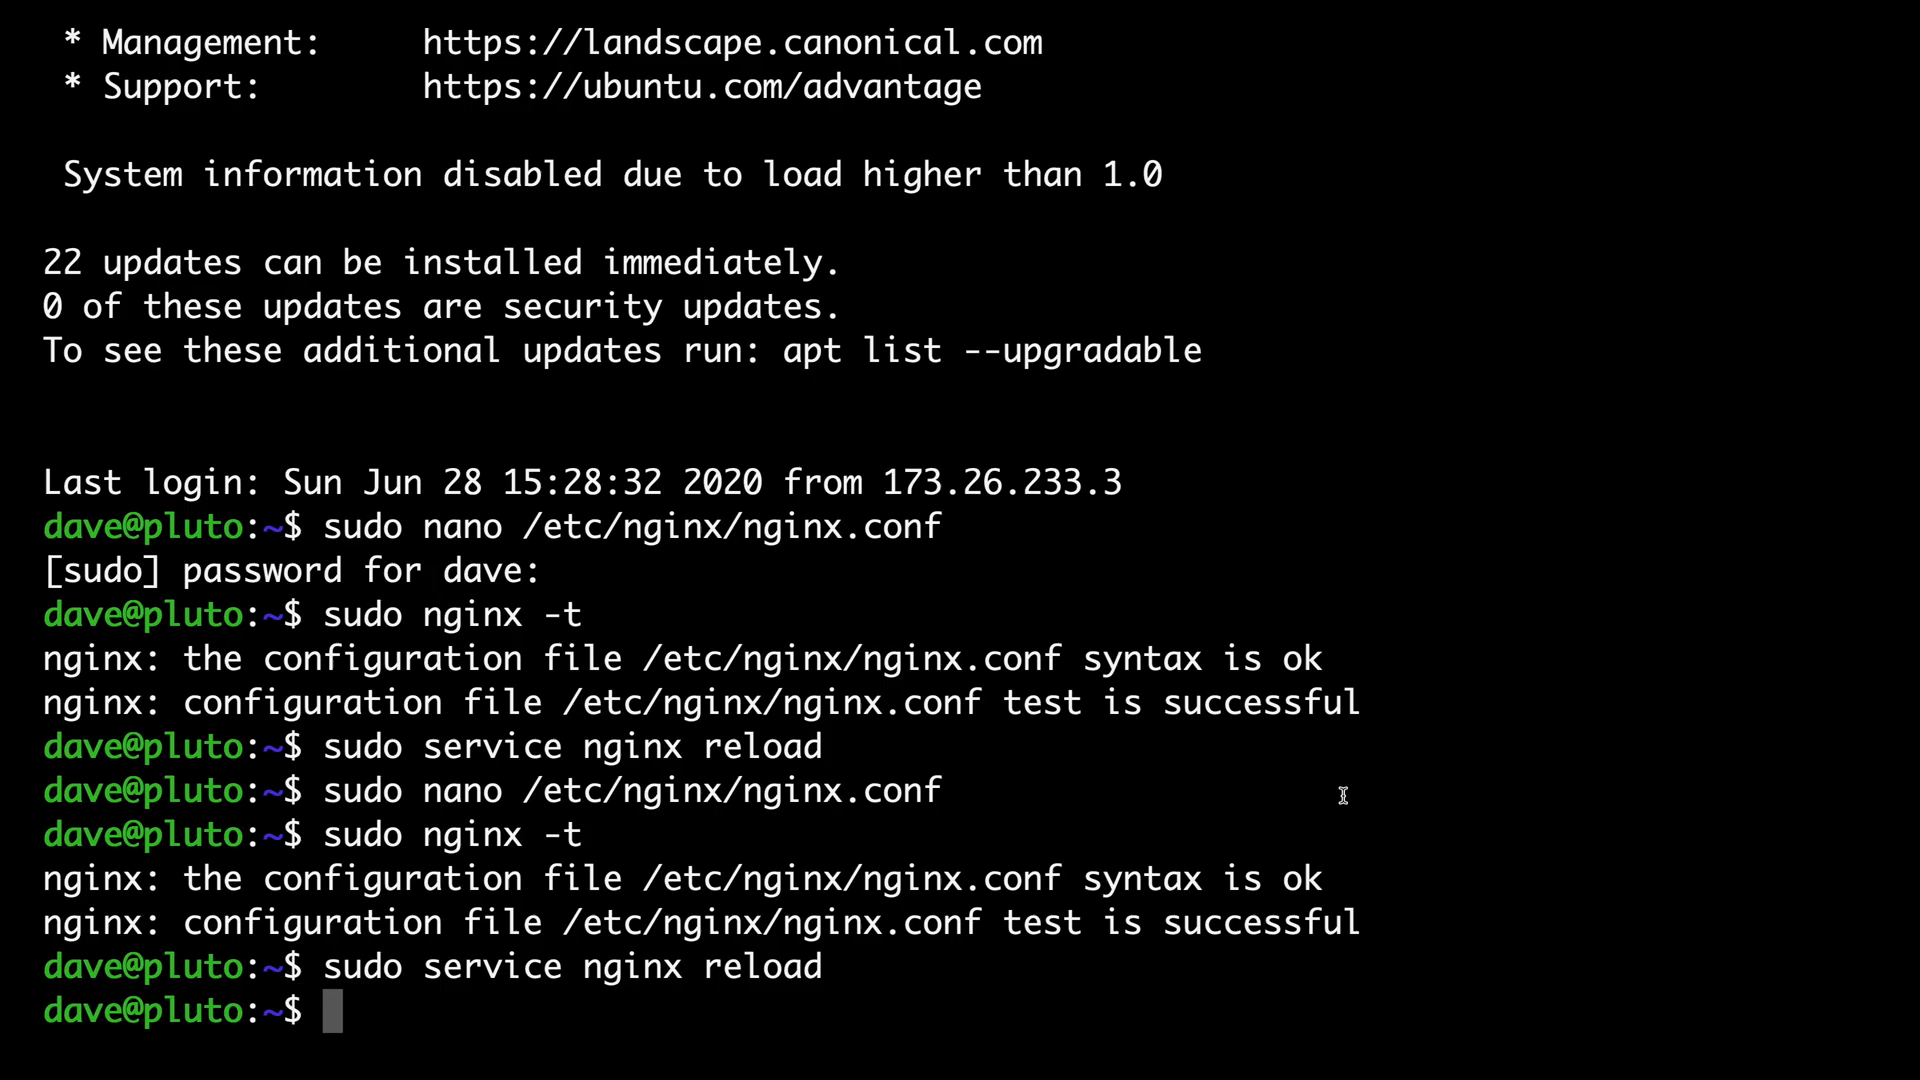 * Management:     https://landscape.canonical.com
* Support:        https://ubuntu.com/advantage
System information disabled due to load higher than 1.0
22 updates can be installed immediately.
0 of these updates are security updates.
To see these additional updates run: apt list --upgradable
Last login: Sun Jun 28 15:28:32 2020 from 173.26.233.3
dave@pluto:~$ sudo nano /etc/nginx/nginx.conf
[sudo] password for dave:
dave@pluto:~$ sudo nginx -t
nginx: the configuration file /etc/nginx/nginx.conf syntax is ok
nginx: configuration file /etc/nginx/nginx.conf test is successful
dave@pluto:~$ sudo service nginx reload
dave@pluto:~$ sudo nano /etc/nginx/nginx.conf
dave@pluto:~$ sudo nginx -t
nginx: the configuration file /etc/nginx/nginx.conf syntax is ok
nginx: configuration file /etc/nginx/nginx.conf test is successful
dave@pluto:~$ sudo service nginx reload
dave@pluto:~$